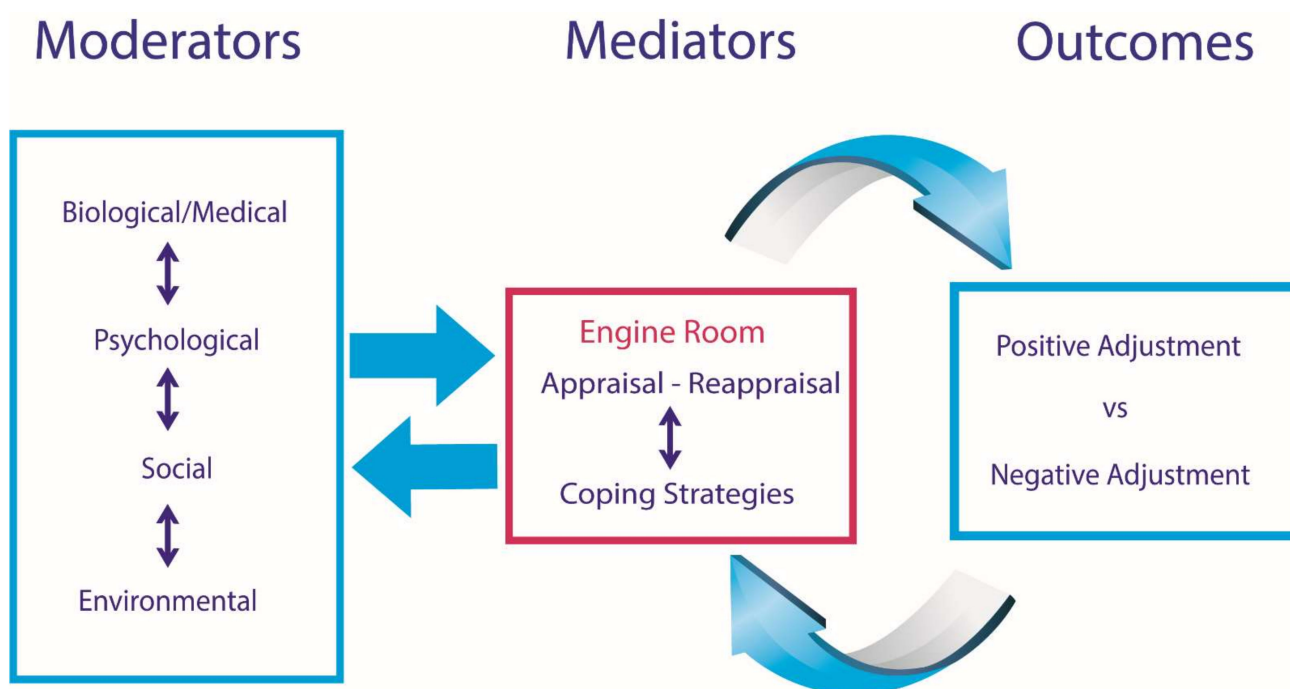 Moderators
Mediators
Outcomes
Biological/Medical
Psychological
Social
Environmental
Engine Room
Appraisal - Reappraisal
Coping Strategies
Positive Adjustment
vs
Negative Adjustment